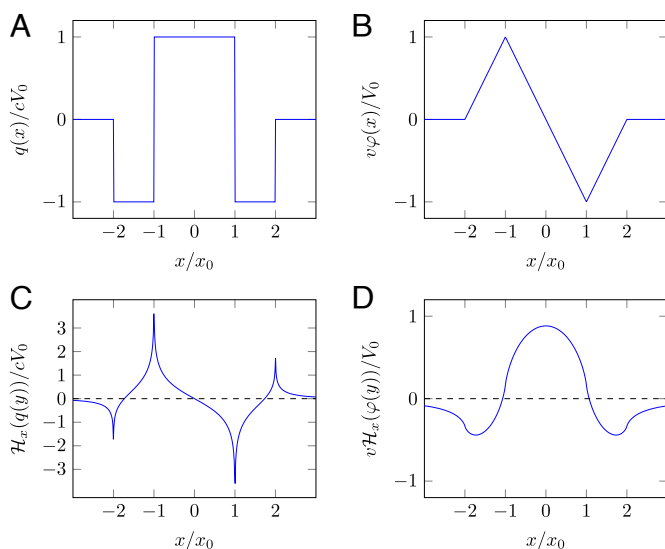 A
q(x)/cV₀
1
0
−1
−2 −1 0 1 2
x/x₀
B
vφ(x)/V₀
1
0
−1
−2 −1 0 1 2
x/x₀
C
ℋₓ(q(y))/cV₀
3
2
1
0
−1
−2
−3
−2 −1 0 1 2
x/x₀
D
vℋₓ(φ(y))/V₀
1
0
−1
−2 −1 0 1 2
x/x₀